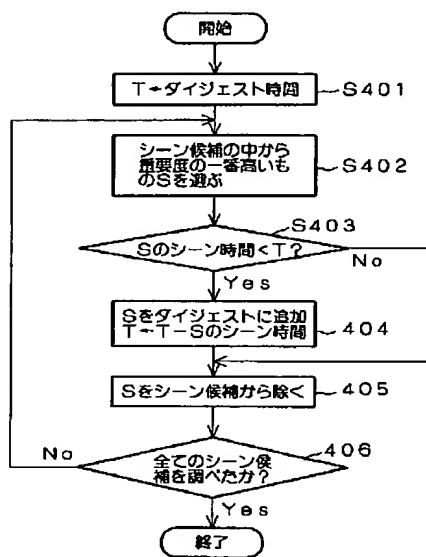 開始
T←ダイジェスト時間
S401
シーン候補の中から
重要度の一番高いも
のSを選ぶ
S402
S403
Sのシーン時間<T?
No
Yes
Sをダイジェストに追加
T←T-Sのシーン時間
404
Sをシーン候補から除く
405
406
No
全てのシーン候
補を調べたか?
Yes
終了